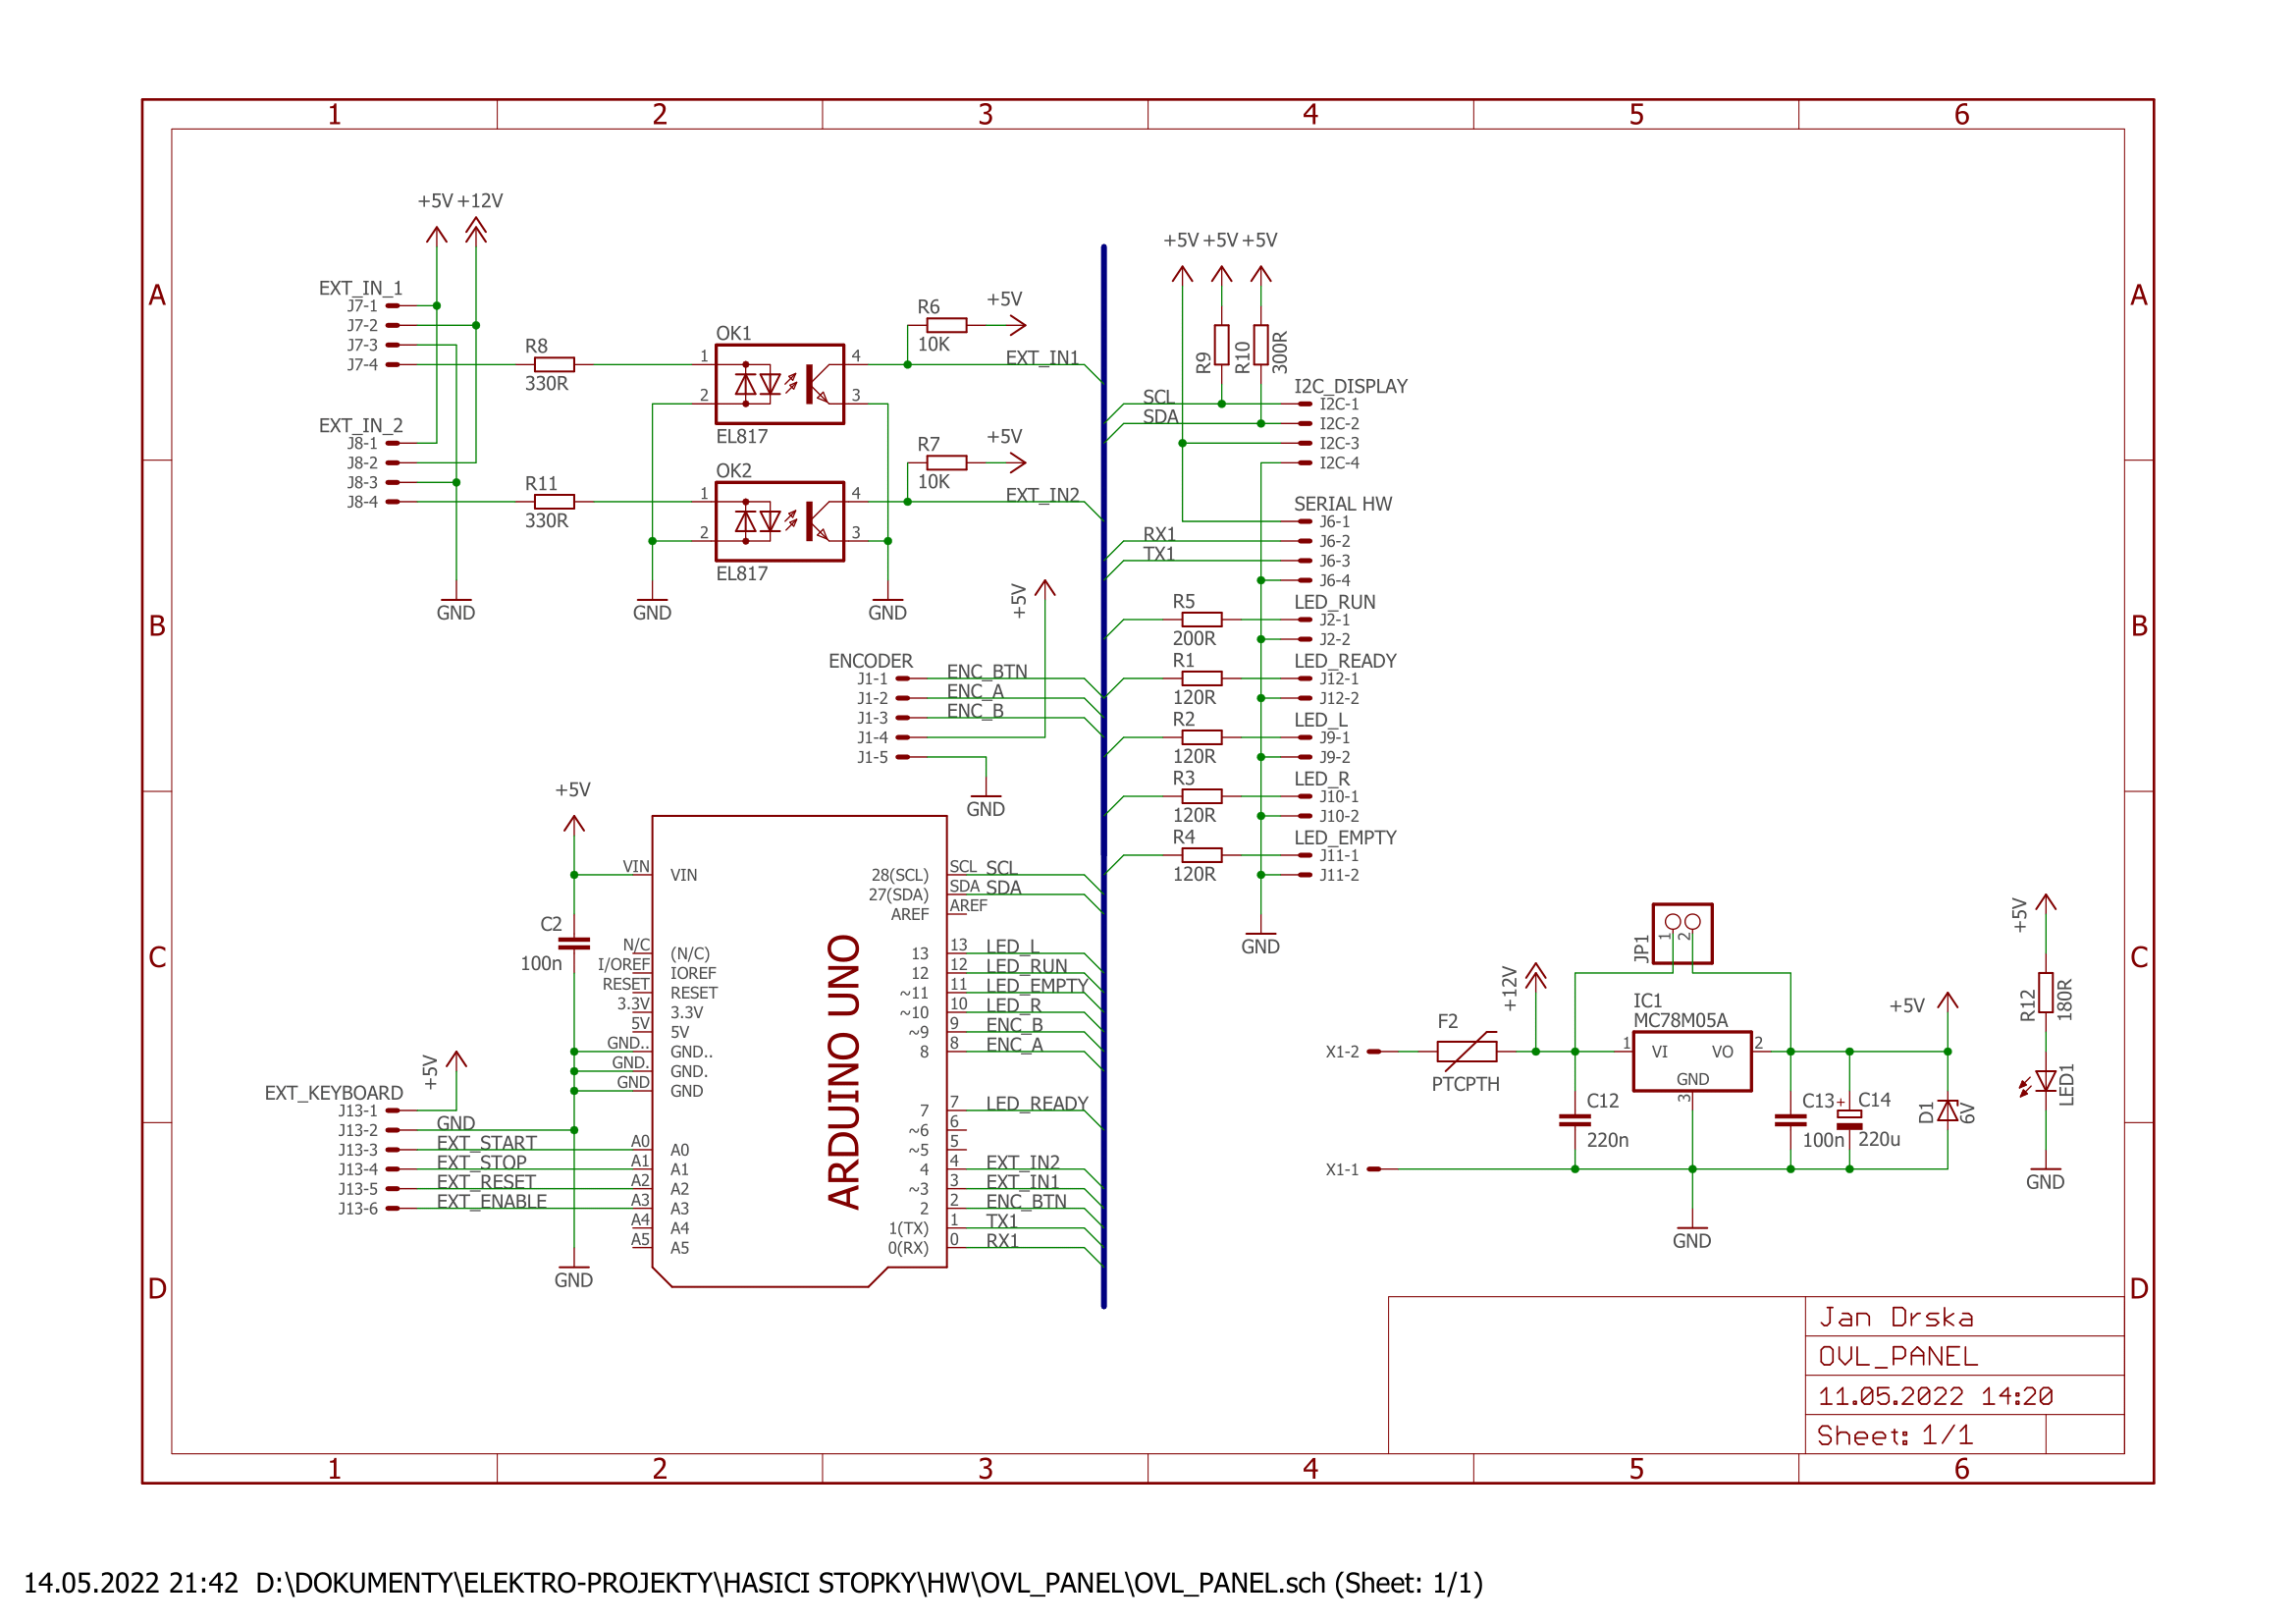 1 2 3 4 5 6
A A
B B
C C
D D
+5V +12V
EXT_IN_1
J7-1
J7-2
J7-3
J7-4
EXT_IN_2
J8-1
J8-2
J8-3
J8-4
GND
R8
330R
R11
330R
OK1
1
2
4
3
EL817
OK2
1
2
4
3
EL817
GND
GND
R6
10K
+5V
EXT_IN1
R7
10K
+5V
EXT_IN2
+5V
ENCODER
J1-1 ENC_BTN
J1-2 ENC_A
J1-3 ENC_B
J1-4
J1-5
GND
+5V +5V +5V
R9
R10
300R
I2C_DISPLAY
SCL I2C-1
SDA I2C-2
I2C-3
I2C-4
SERIAL HW
J6-1
RX1 J6-2
TX1 J6-3
J6-4
R5
200R
LED_RUN
J2-1
J2-2
R1
120R
LED_READY
J12-1
J12-2
R2
120R
LED_L
J9-1
J9-2
R3
120R
LED_R
J10-1
J10-2
R4
120R
LED_EMPTY
J11-1
J11-2
GND
+5V
C2
100n
VIN VIN
N/C (N/C)
I/OREF IOREF
RESET RESET
3.3V 3.3V
5V 5V
GND.. GND..
GND. GND.
GND GND
A0 A0
A1 A1
A2 A2
A3 A3
A4 A4
A5 A5
GND
ARDUINO UNO
28(SCL) SCL SCL
27(SDA) SDA SDA
AREF AREF
13 13 LED_L
12 12 LED_RUN
~11 11 LED_EMPTY
~10 10 LED_R
~9 9 ENC_B
8 8 ENC_A
7 7 LED_READY
~6 6
~5 5
4 4 EXT_IN2
~3 3 EXT_IN1
2 2 ENC_BTN
1(TX) 1 TX1
0(RX) 0 RX1
+5V
EXT_KEYBOARD
J13-1
J13-2 GND
J13-3 EXT_START
J13-4 EXT_STOP
J13-5 EXT_RESET
J13-6 EXT_ENABLE
X1-2
X1-1
F2
PTCPTH
+12V
JP1
1
2
IC1
MC78M05A
1 VI VO 2
GND
3
C12
220n
C13
100n
+
C14
220u
+5V
D1
6V
GND
+5V
R12
180R
LED1
GND
Jan Drska
OVL_PANEL
11.05.2022 14:20
Sheet: 1/1
1 2 3 4 5 6
14.05.2022 21:42 D:\DOKUMENTY\ELEKTRO-PROJEKTY\HASICI STOPKY\HW\OVL_PANEL\OVL_PANEL.sch (Sheet: 1/1)